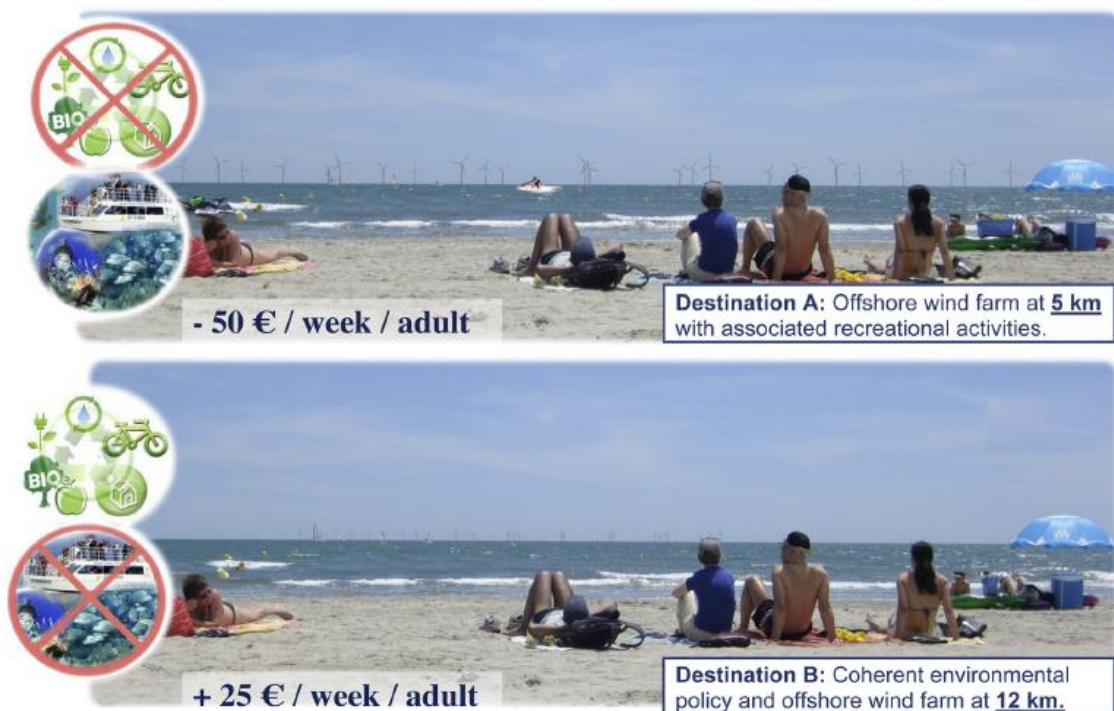 BIO
- 50 € / week / adult
Destination A: Offshore wind farm at 5 km
with associated recreational activities.
BIO
+ 25 € / week / adult
Destination B: Coherent environmental
policy and offshore wind farm at 12 km.